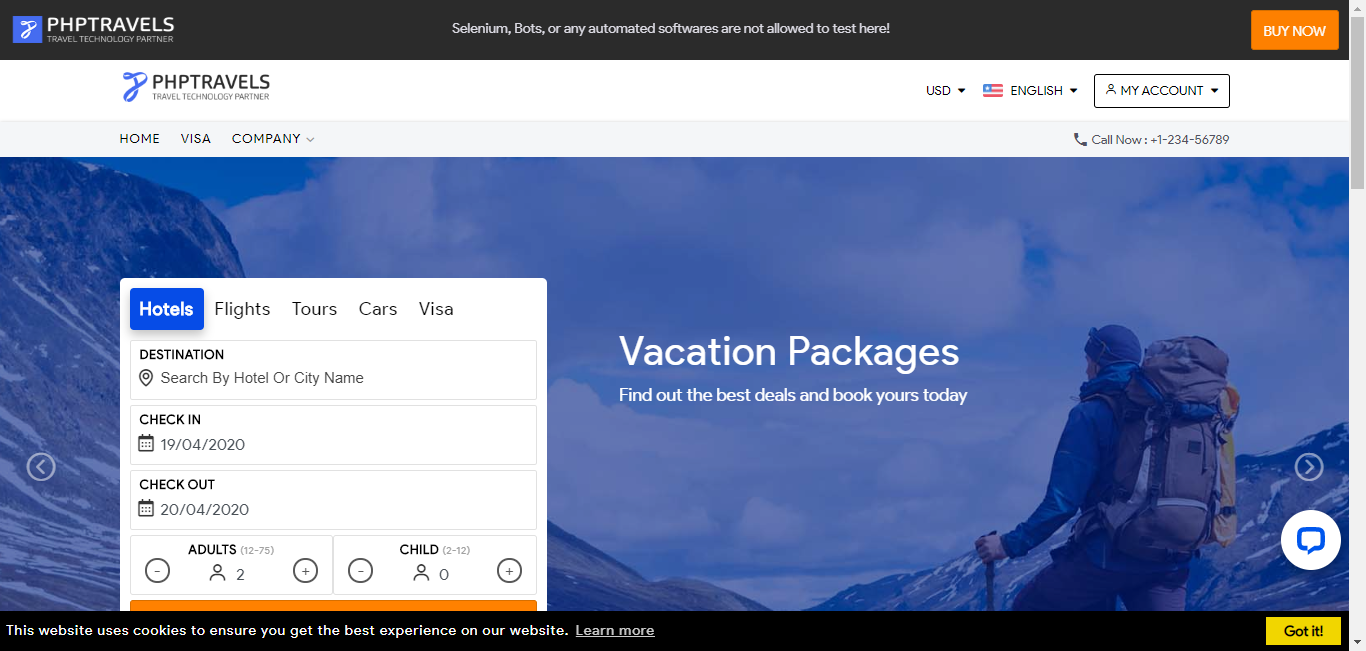 PHPTRAVELS
TRAVEL TECHNOLOGY PARTNER
Selenium, Bots, or any automated softwares are not allowed to test here!
BUY NOW
PHPTRAVELS
TRAVEL TECHNOLOGY PARTNER
USD
ENGLISH
MY ACCOUNT
HOME VISA COMPANY
Call Now : +1-234-56789
Hotels Flights Tours Cars Visa
DESTINATION
Search By Hotel Or City Name
CHECK IN
19/04/2020
CHECK OUT
20/04/2020
ADULTS (12-75)
- 2 +
CHILD (2-12)
- 0 +
Vacation Packages
Find out the best deals and book yours today
This website uses cookies to ensure you get the best experience on our website. Learn more
Got it!